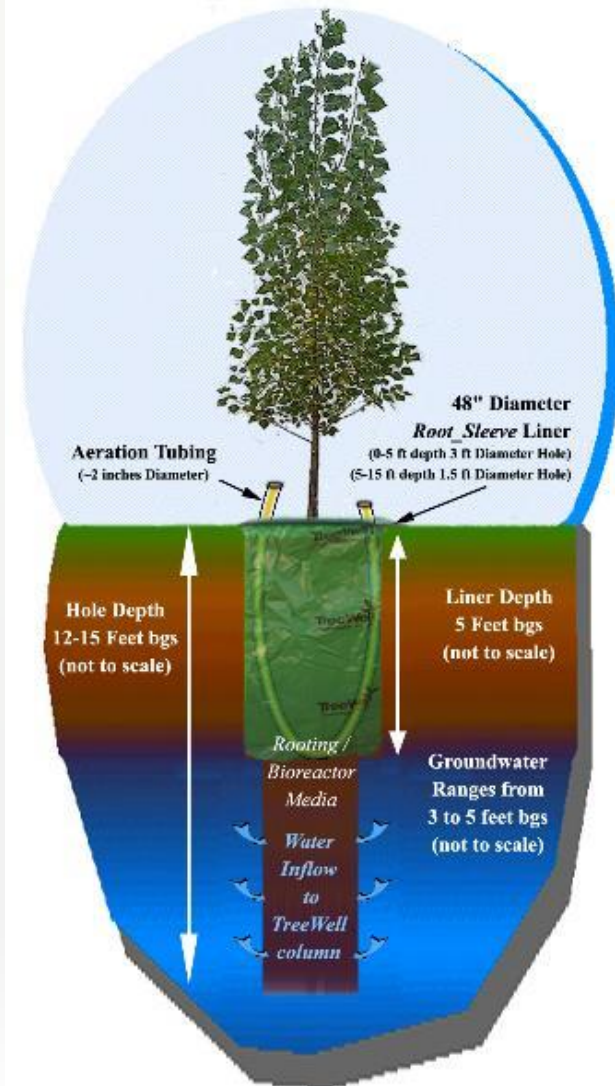 48" Diameter
Root_Sleeve Liner
(0-5 ft depth 3 ft Diameter Hole)
(5-15 ft depth 1.5 ft Diameter Hole)
Aeration Tubing
(~2 inches Diameter)
TreeWell
Hole Depth
12-15 Feet bgs
(not to scale)
Liner Depth
5 Feet bgs
(not to scale)
TreeWell
TreeWell
Rooting /
Bioreactor
Media
Groundwater
Ranges from
3 to 5 feet bgs
(not to scale)
Water
Inflow
to
TreeWell
column